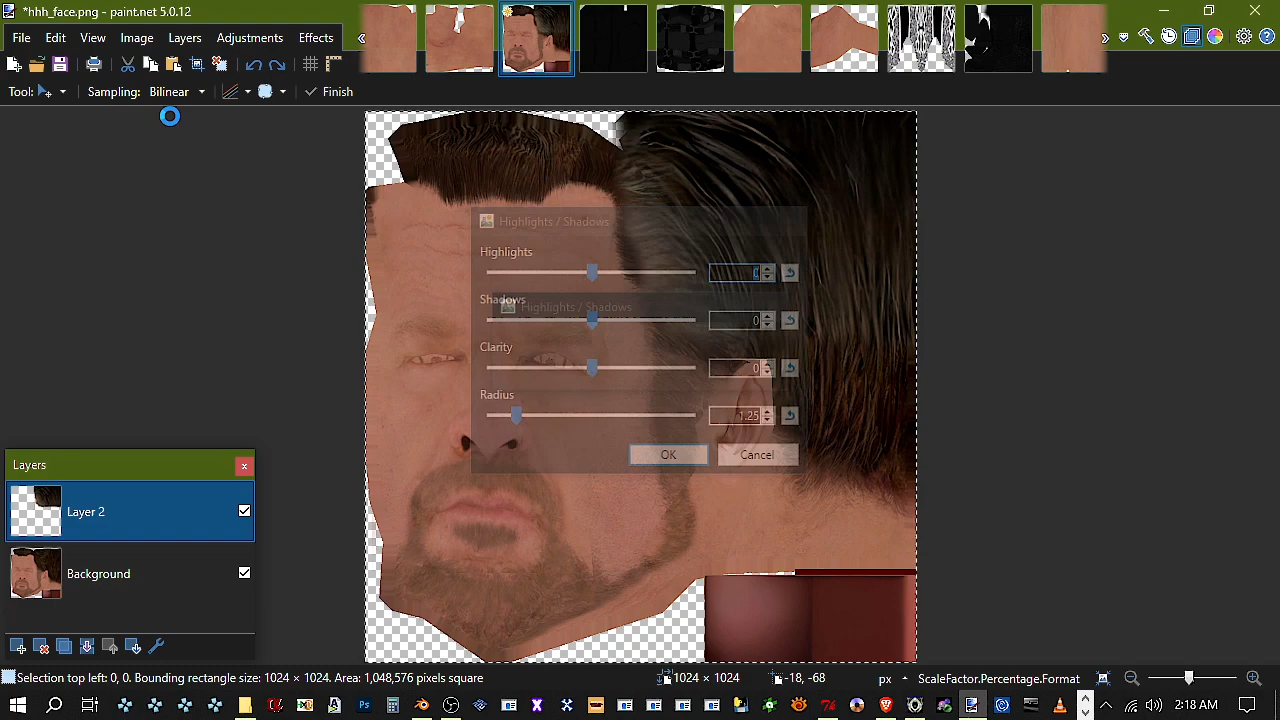 *hhh_face.png - paint.net 5.0.12
File Edit View Image Layers Adjustments Effects
Tool: Sampling: Bilinear Finish
Highlights / Shadows
Highlights
0
Shadows
Highlights / Shadows
0
Clarity
0
Radius
1.25
OK Cancel
Layers
Layer 2
Background
Selection top left: 0, 0. Bounding rectangle size: 1024 × 1024. Area: 1,048,576 pixels square 1024 × 1024 -18, -68 px ScaleFactor.Percentage.Format
2:18 AM